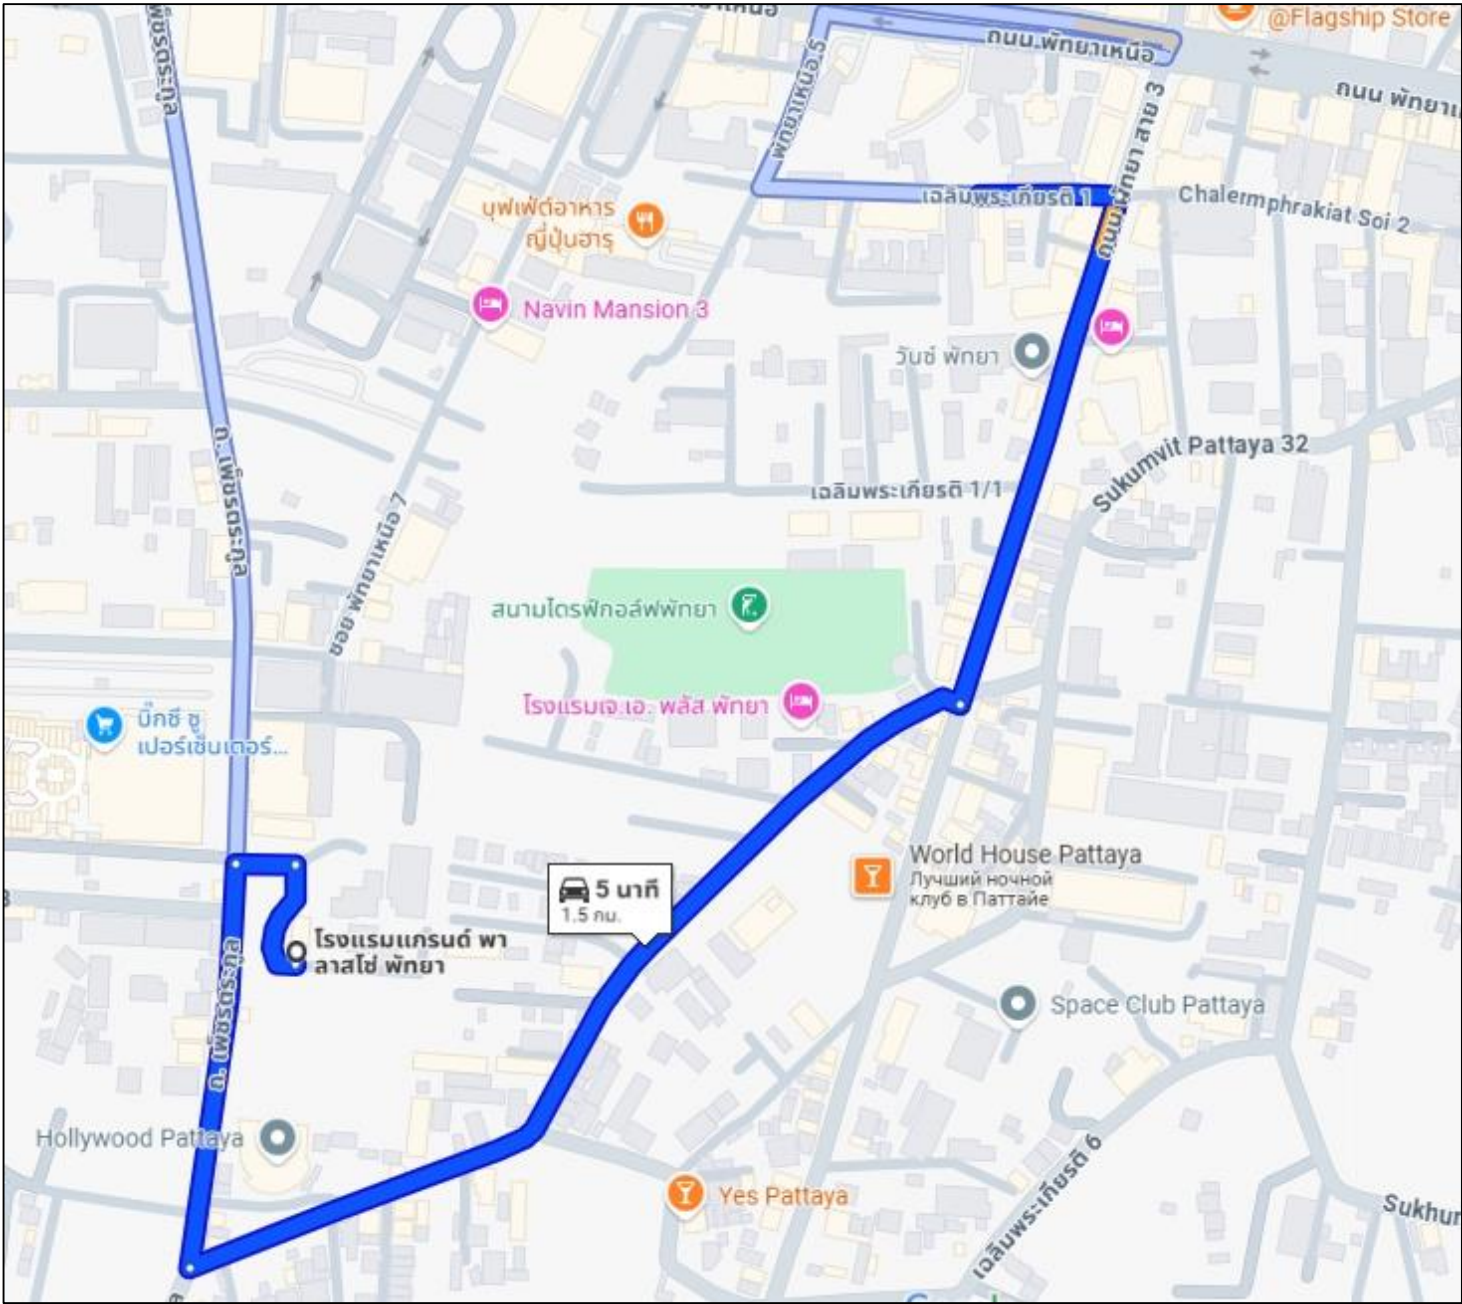 @Flagship Store
ถนน พัทยาเหนือ
ถ. เพ็ชรตระกูล
พัทยาเหนือ 5
ถนน พัทยา สาย 3
เฉลิมพระเกียรติ 1
Chalermphrakiat Soi 2
บุฟเฟ่ต์อาหาร
ญี่ปุ่นฮารุ
Navin Mansion 3
วันซ์ พัทยา
Sukumvit Pattaya 32
เฉลิมพระเกียรติ 1/1
ถ. เพ็ชรตระกูล
ซอย พัทยาเหนือ 7
สนามไดรฟ์กอล์ฟพัทยา
โรงแรมเจ.เอ. พลัส พัทยา
บิ๊กซี ซู
เปอร์เซ็นเตอร์...
World House Pattaya
Лучший ночной
клуб в Паттайе
5 นาที
1.5 กม.
โรงแรมแกรนด์ พา
ลาสโซ่ พัทยา
ถ. เพ็ชรตระกูล
Space Club Pattaya
Hollywood Pattaya
Yes Pattaya
เฉลิมพระเกียรติ 6